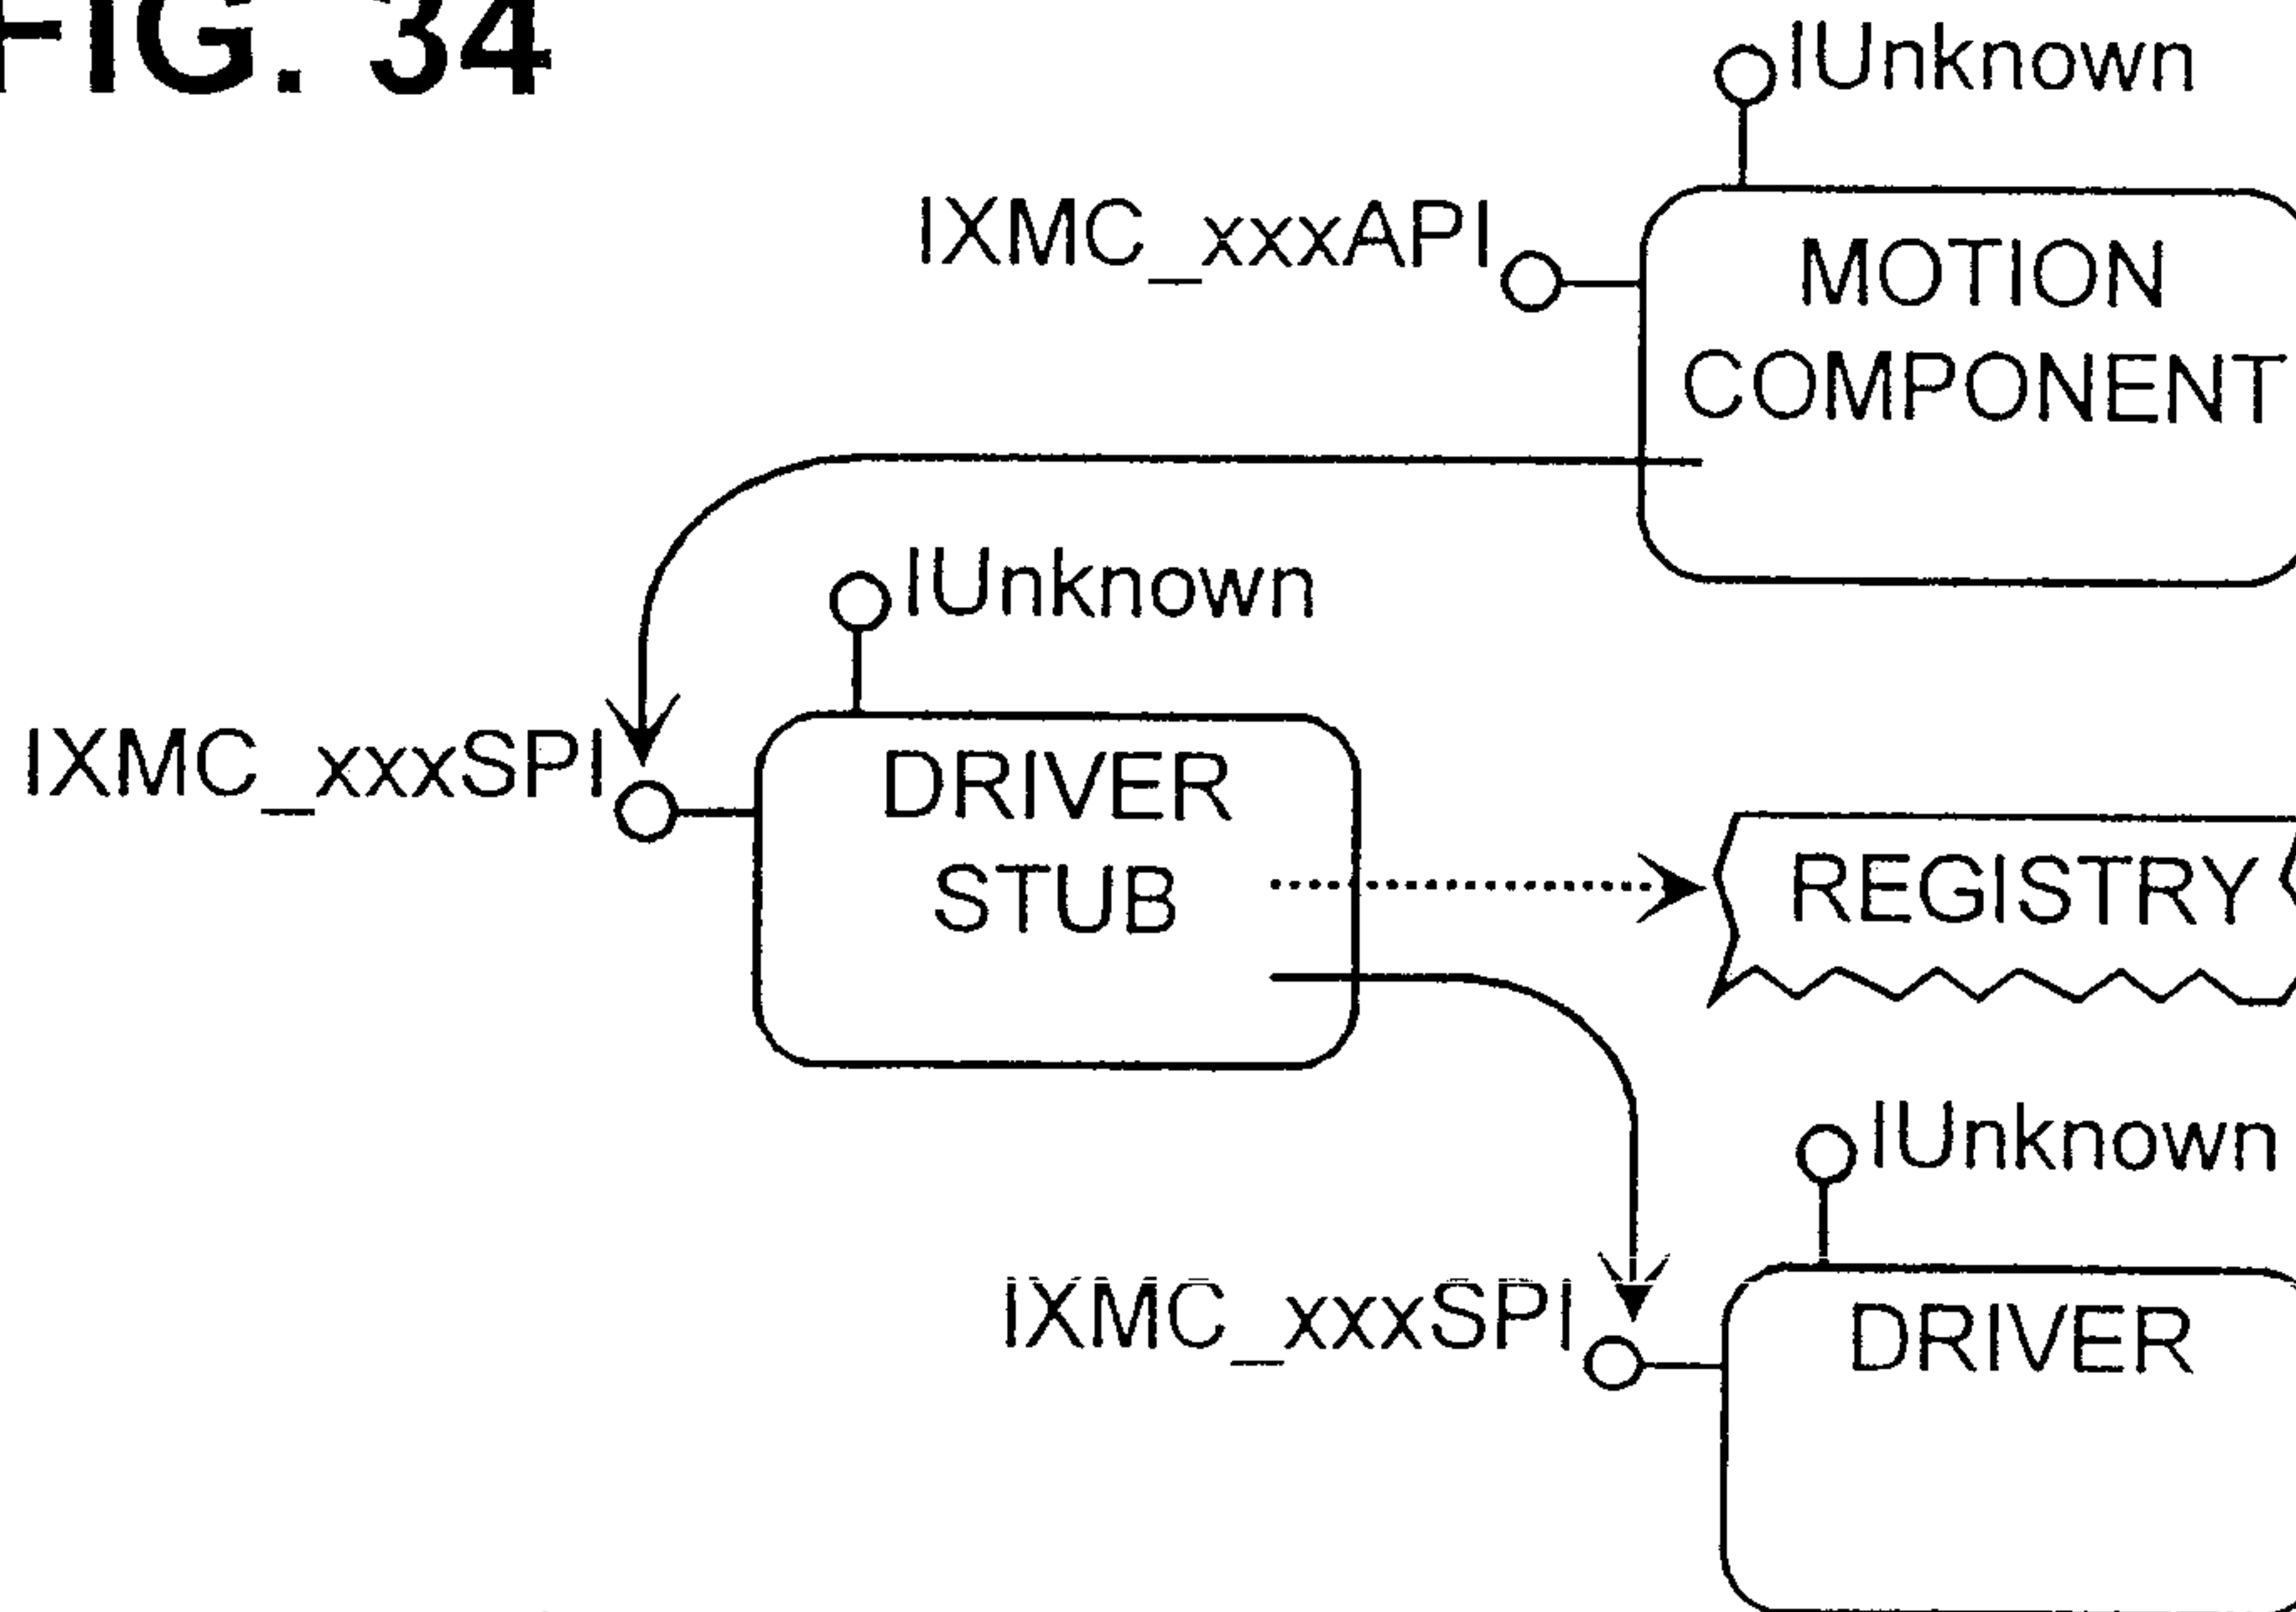 FIG. 34
IUnknown
IXMC_xxxAPI
MOTION
COMPONENT
IUnknown
IXMC_xxxSPI
DRIVER
STUB
REGISTRY
IUnknown
IXMC_xxxSPI
DRIVER